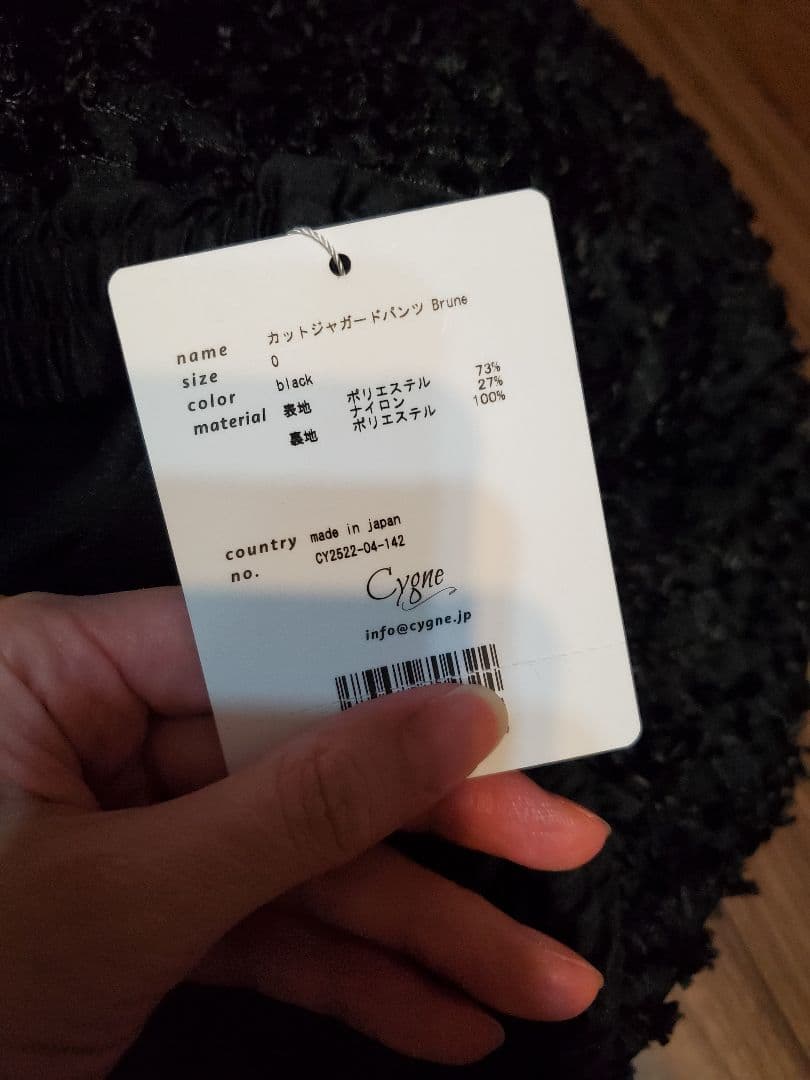 name カットジャガードパンツ Brune
size 0
color black
material 表地 ポリエステル 73%
ナイロン 27%
裏地 ポリエステル 100%
country made in japan
no. CY2522-04-142
Cygne
info@cygne.jp